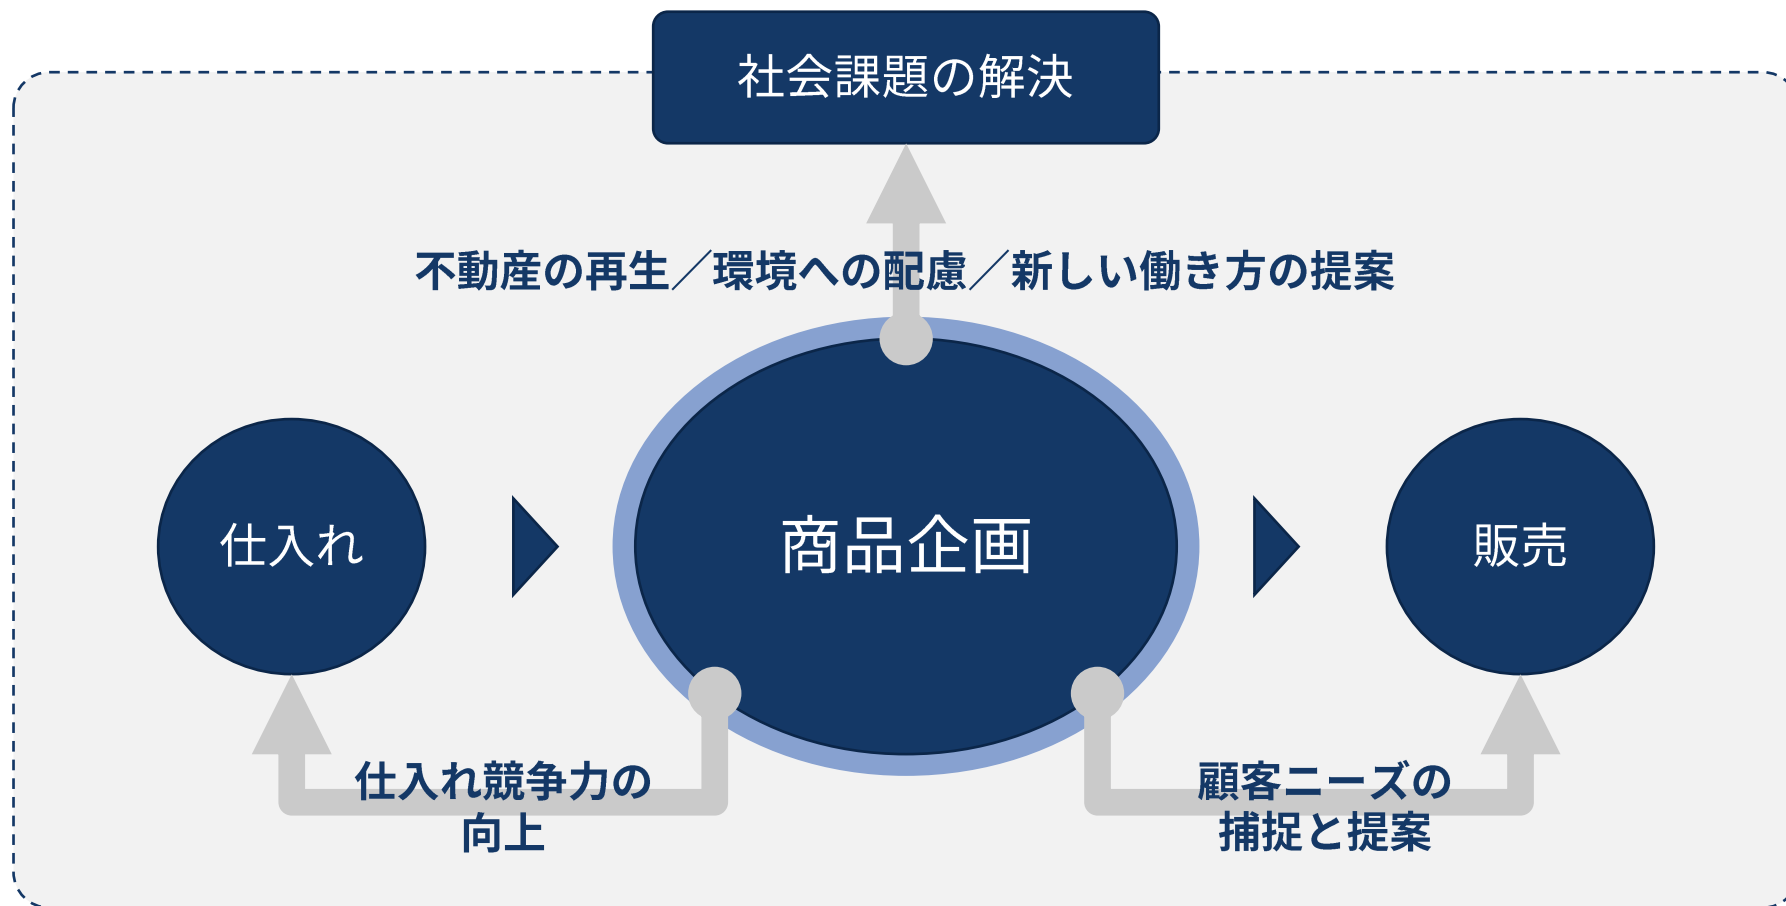 社会課題の解決
不動産の再生／環境への配慮／新しい働き方の提案
仕入れ
商品企画
販売
仕入れ競争力の
向上
顧客ニーズの
捕捉と提案